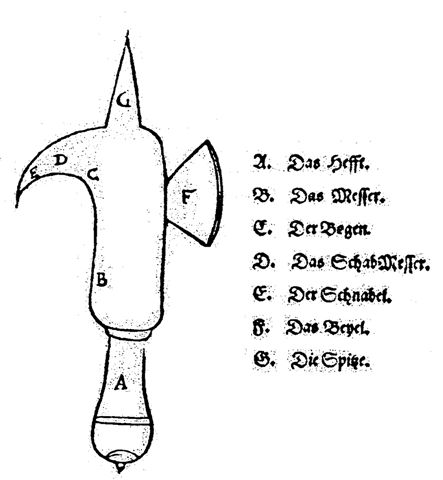 G
D
E
C
F
B
A
A. Das Hefft.
B. Das Meſſer.
C. Der Bogen.
D. Das SchabMeſſer.
E. Der Schnabel.
F. Das Beyel.
G. Die Spitze.